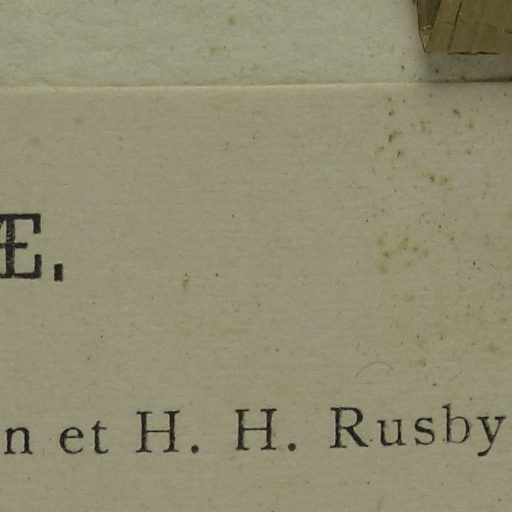 Æ.
n et H. H. Rusby